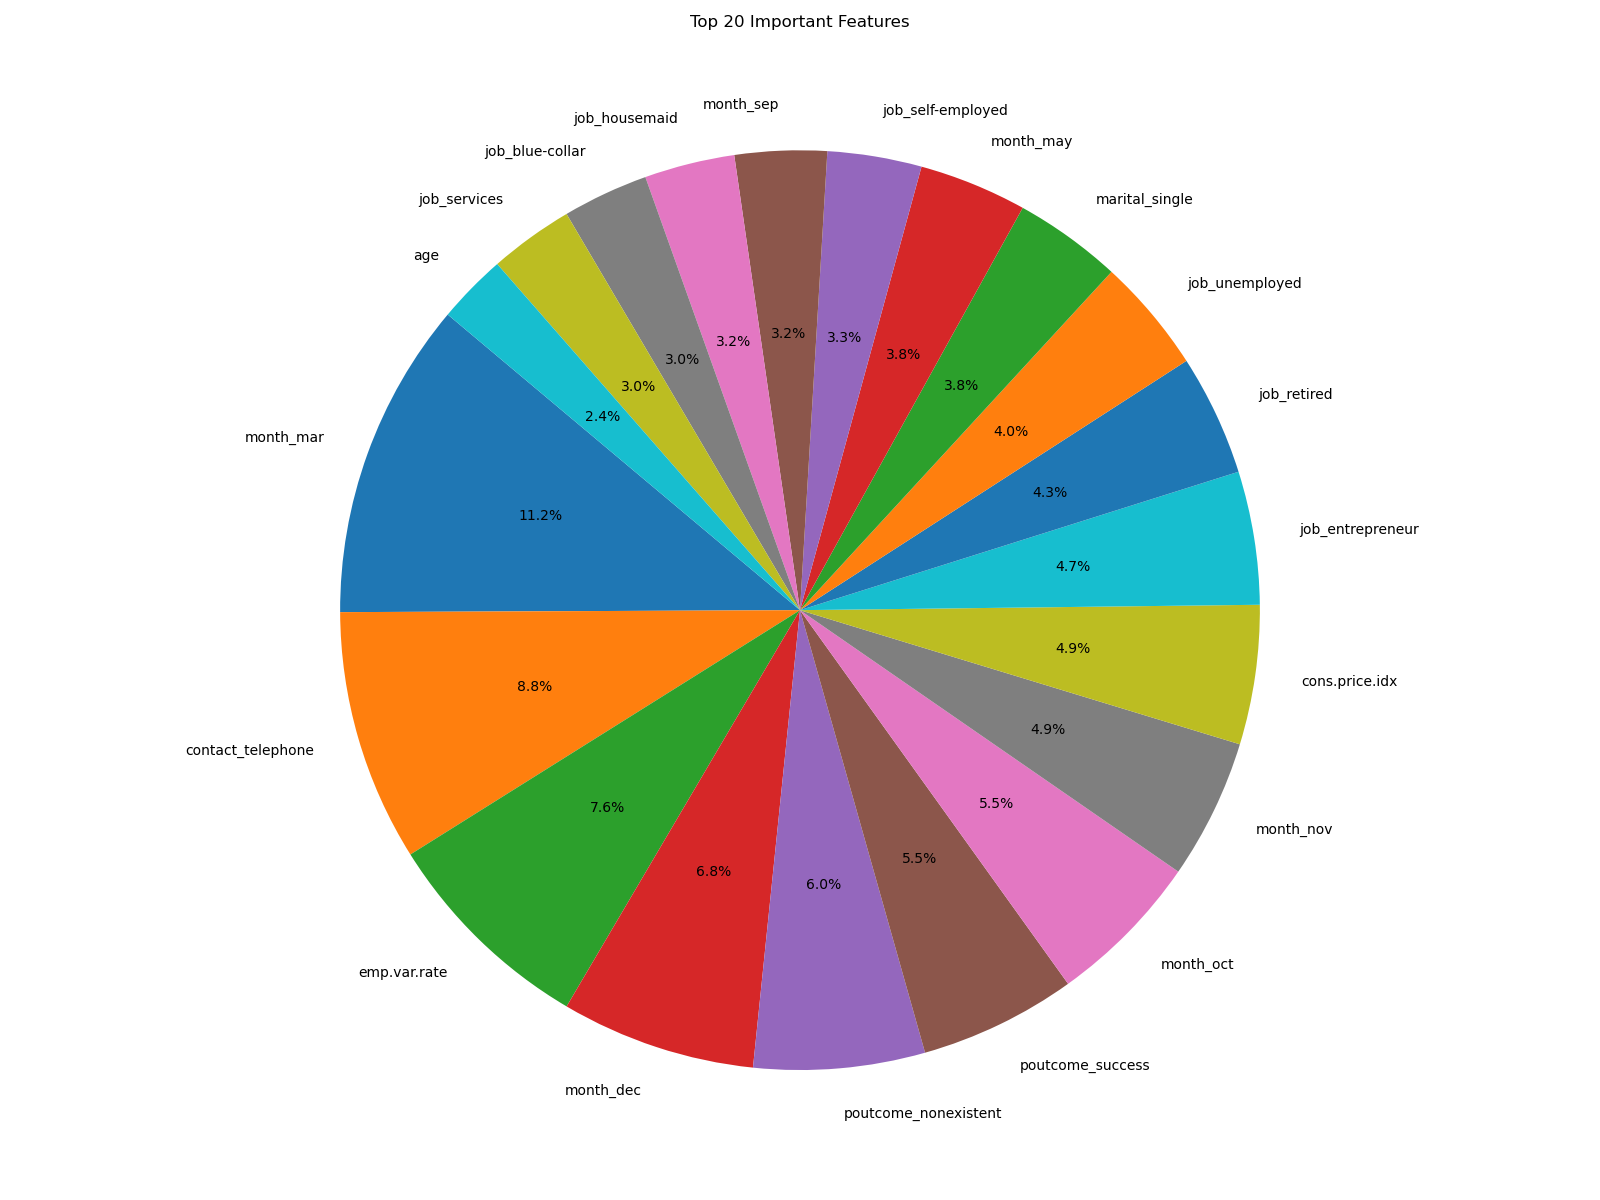 Top 20 Important Features
month_mar
11.2%
contact_telephone
8.8%
emp.var.rate
7.6%
month_dec
6.8%
poutcome_nonexistent
6.0%
poutcome_success
5.5%
month_oct
5.5%
month_nov
4.9%
cons.price.idx
4.9%
job_entrepreneur
4.7%
job_retired
4.3%
job_unemployed
4.0%
marital_single
3.8%
month_may
3.8%
job_self-employed
3.3%
month_sep
3.2%
job_housemaid
3.2%
job_blue-collar
3.0%
job_services
3.0%
age
2.4%